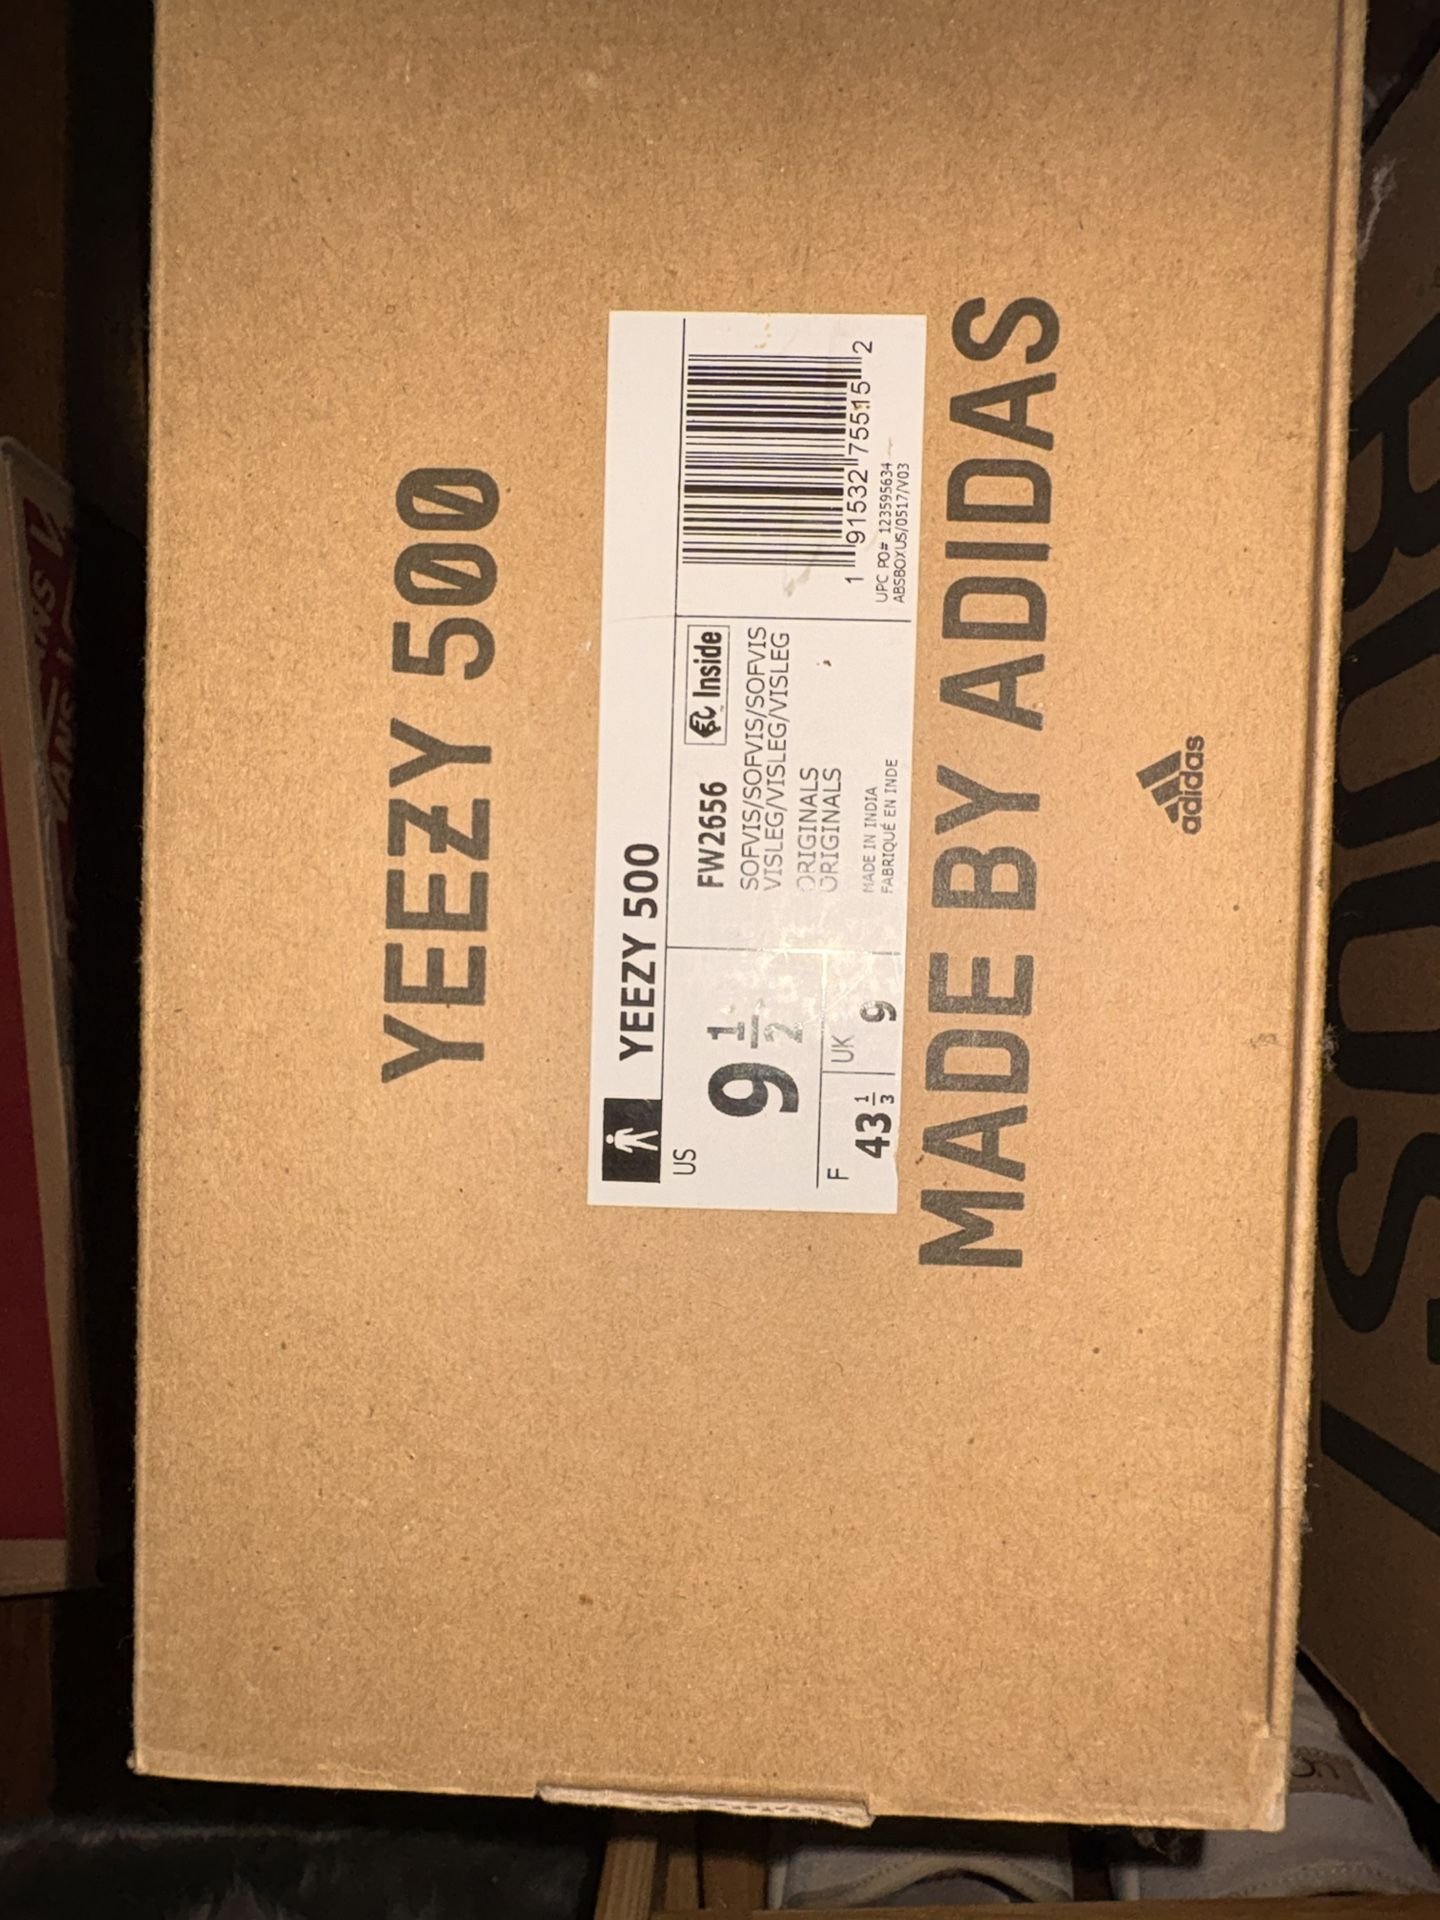 YEEZY 500
YEEZY 500
US
9 1/2
F
43 1/3
UK
9
FW2656
Inside
SOFVIS/SOFVIS/SOFVIS
VISLEG/VISLEG/VISLEG
ORIGINALS
ORIGINALS
MADE IN INDIA
FABRIQUÉ EN INDE
1 91532 75515 2
UPC PO# 123595634
ABSBOXUS/0517/V03
MADE BY ADIDAS
adidas